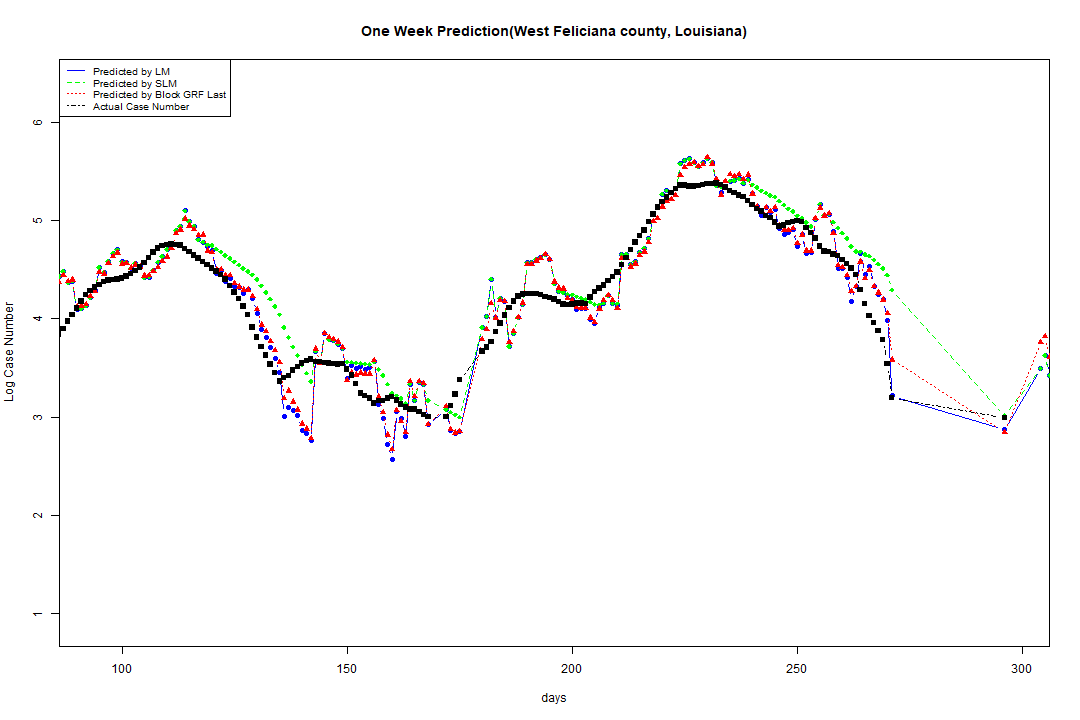 One Week Prediction(West Feliciana county, Louisiana)
Predicted by LM
Predicted by SLM
Predicted by Block GRF Last
Actual Case Number
6
5
4
3
2
1
Log Case Number
100 150 200 250 300
days